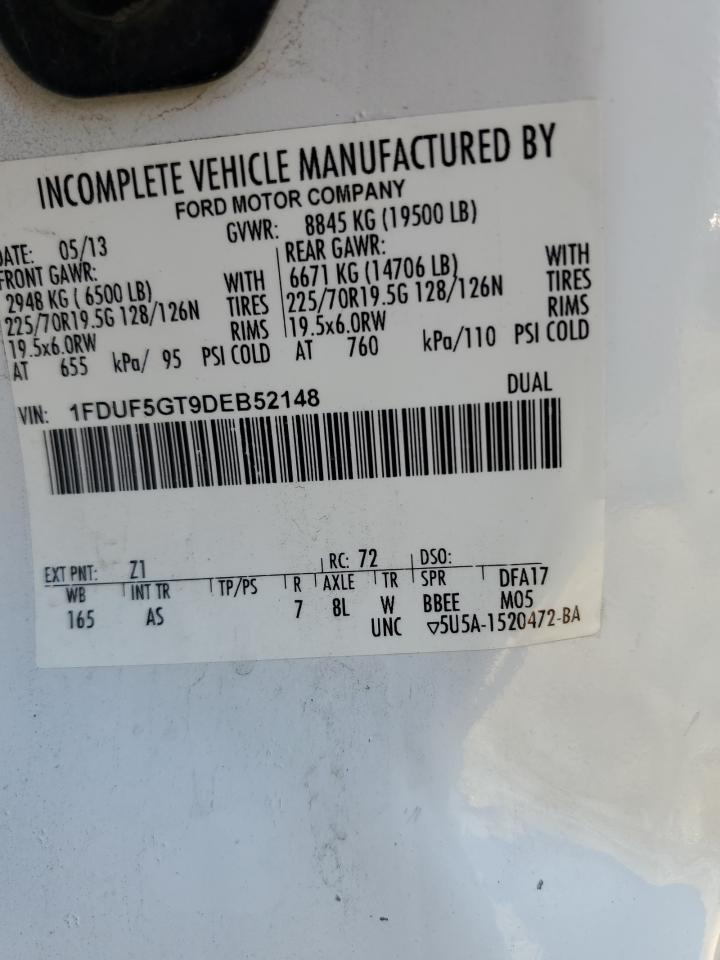 INCOMPLETE VEHICLE MANUFACTURED BY
FORD MOTOR COMPANY
DATE: 05/13 GVWR: 8845 KG (19500 LB)
FRONT GAWR: REAR GAWR:
2948 KG ( 6500 LB) WITH 6671 KG (14706 LB) WITH
225/70R19.5G 128/126N TIRES 225/70R19.5G 128/126N TIRES
19.5x6.0RW RIMS 19.5x6.0RW RIMS
AT 655 kPa/ 95 PSI COLD AT 760 kPa/110 PSI COLD
VIN: 1FDUF5GT9DEB52148 DUAL
EXT PNT: Z1 RC: 72 DSO:
WB INT TR TP/PS R AXLE TR SPR DFA17
165 AS 7 8L W BBEE M05
UNC ▽5U5A-1520472-BA